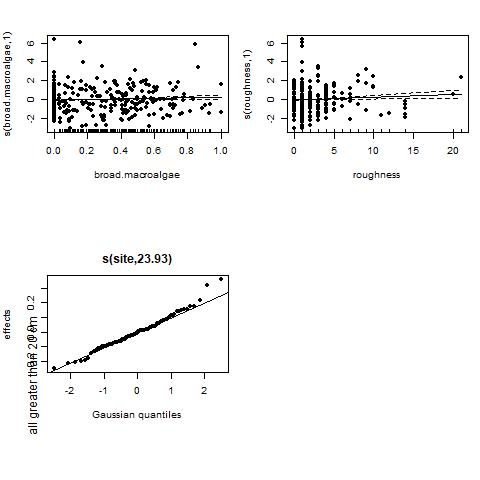 s(broad.macroalgae,1)
6
4
2
0
-2
0.0 0.2 0.4 0.6 0.8 1.0
broad.macroalgae
s(roughness,1)
6
4
2
0
-2
0 5 10 15 20
roughness
s(site,23.93)
effects
all greater than 20 cm
0.2
-2 -1 0 1 2
Gaussian quantiles